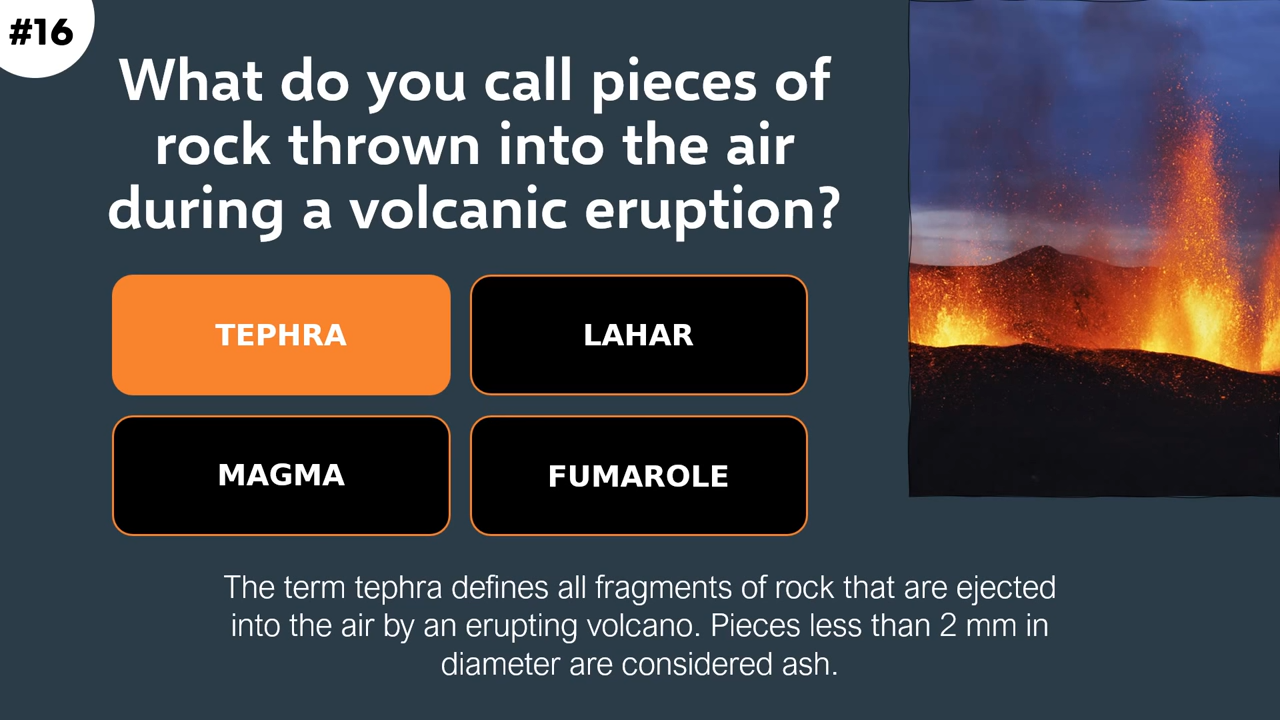 #16
What do you call pieces of
rock thrown into the air
during a volcanic eruption?
TEPHRA
LAHAR
MAGMA
FUMAROLE
The term tephra defines all fragments of rock that are ejected
into the air by an erupting volcano. Pieces less than 2 mm in
diameter are considered ash.